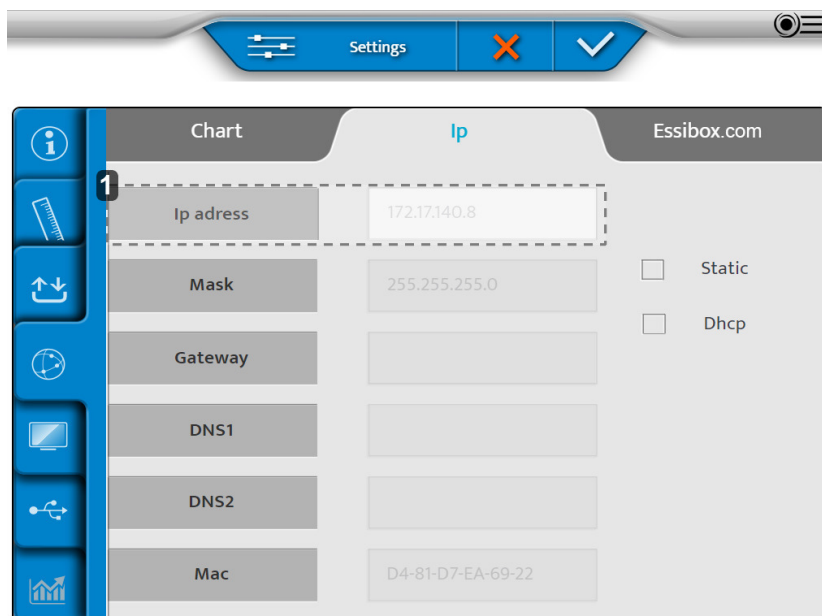 Settings
Chart Ip Essibox.com
1
Ip adress 172.17.140.8
Mask 255.255.255.0 Static
Dhcp
Gateway
DNS1
DNS2
Mac D4-81-D7-EA-69-22